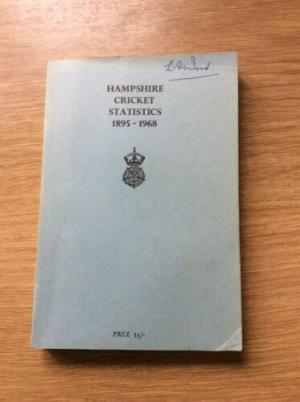 HAMPSHIRE
CRICKET
STATISTICS
1895 - 1968
PRICE 15/-